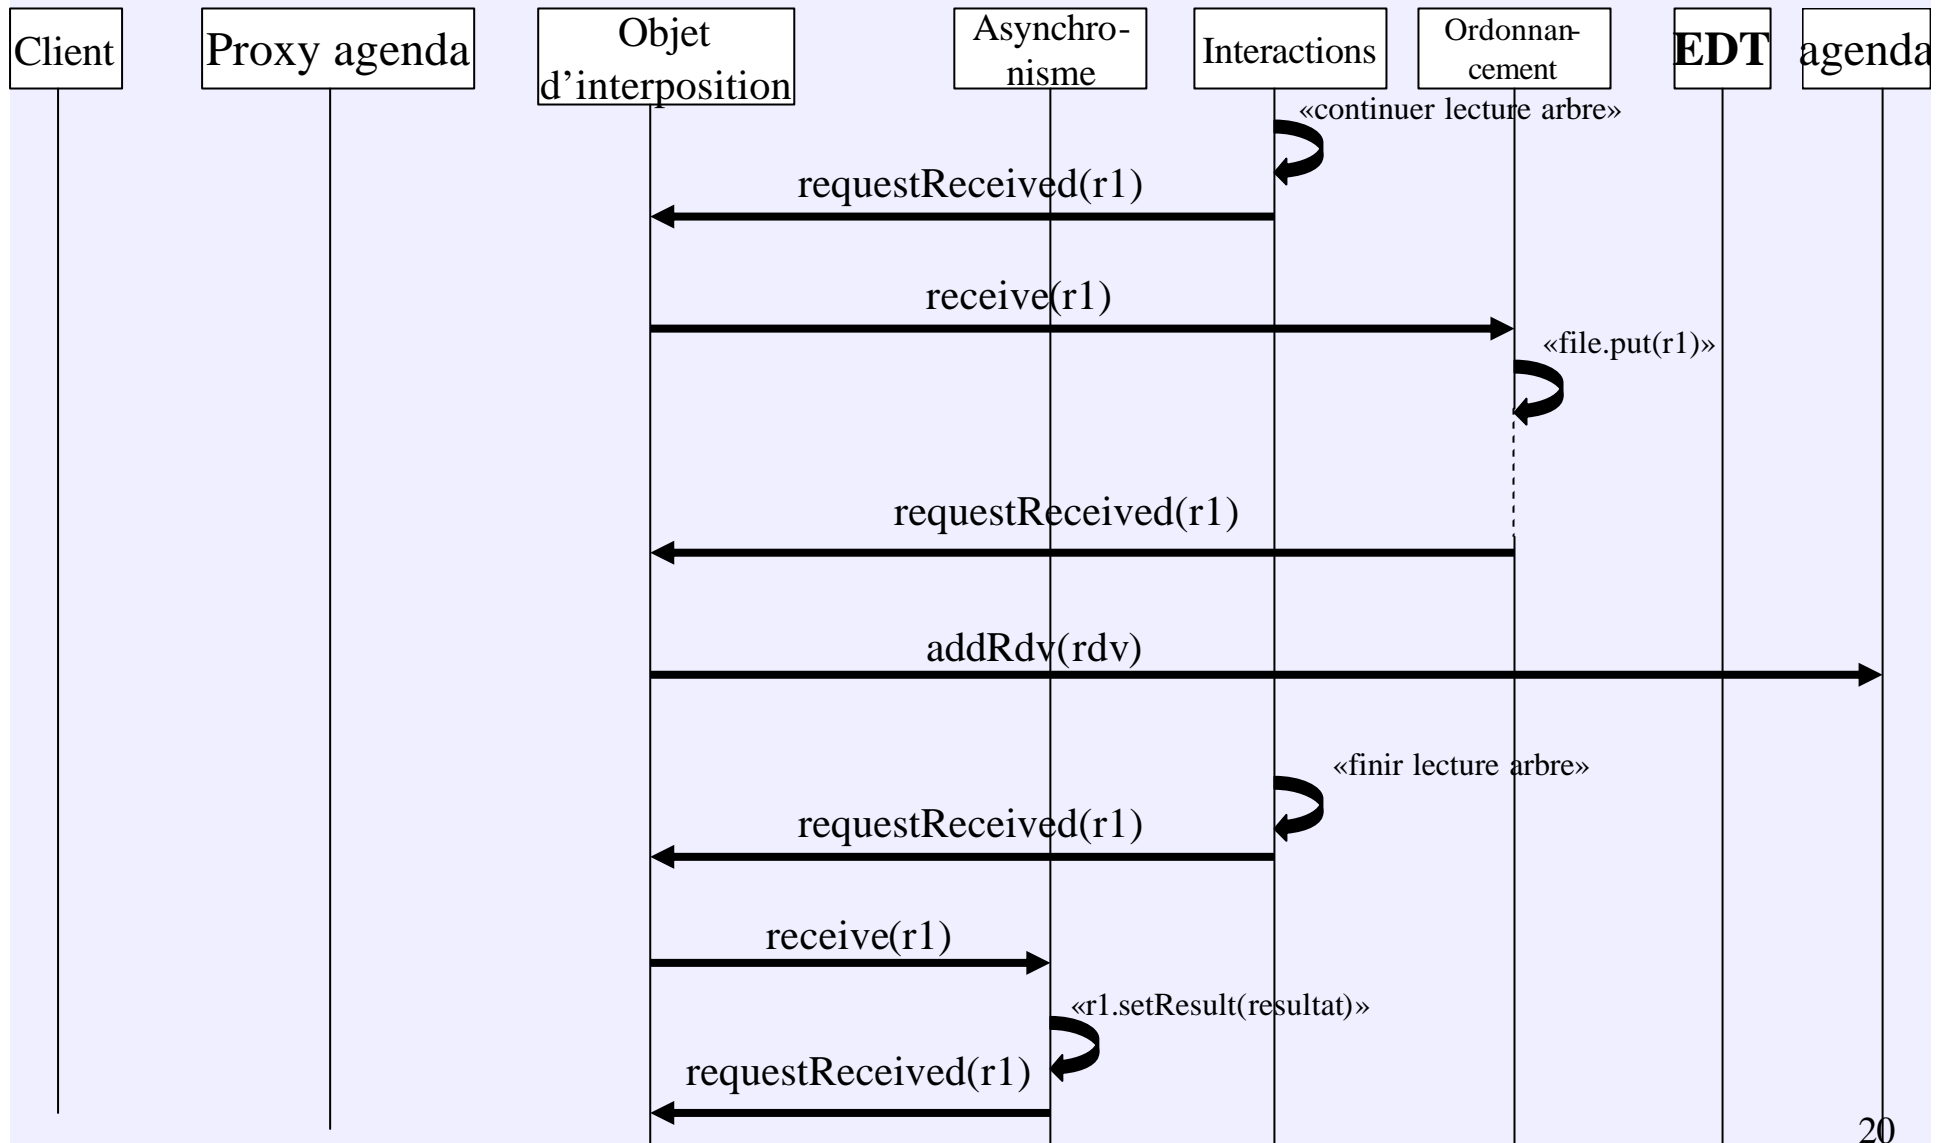 Client
Proxy agenda
Objet
d’interposition
Asynchro-
nisme
Interactions
Ordonnan-
cement
EDT
agenda
«continuer lecture arbre»
requestReceived(r1)
receive(r1)
«file.put(r1)»
requestReceived(r1)
addRdv(rdv)
«finir lecture arbre»
requestReceived(r1)
receive(r1)
«r1.setResult(resultat)»
requestReceived(r1)
20